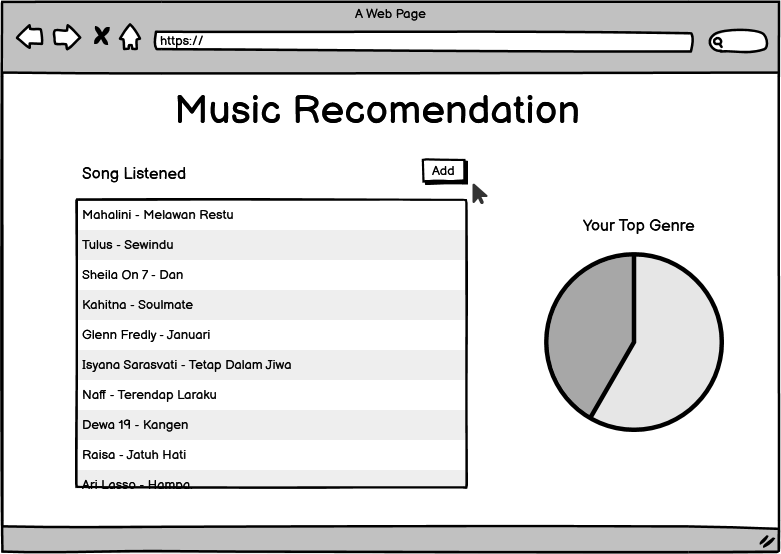 A Web Page
https://
Music Recomendation
Song Listened
Add
Mahalini - Melawan Restu
Tulus - Sewindu
Sheila On 7 - Dan
Kahitna - Soulmate
Glenn Fredly - Januari
Isyana Sarasvati - Tetap Dalam Jiwa
Naff - Terendap Laraku
Dewa 19 - Kangen
Raisa - Jatuh Hati
Ari Lasso - Hampa
Your Top Genre